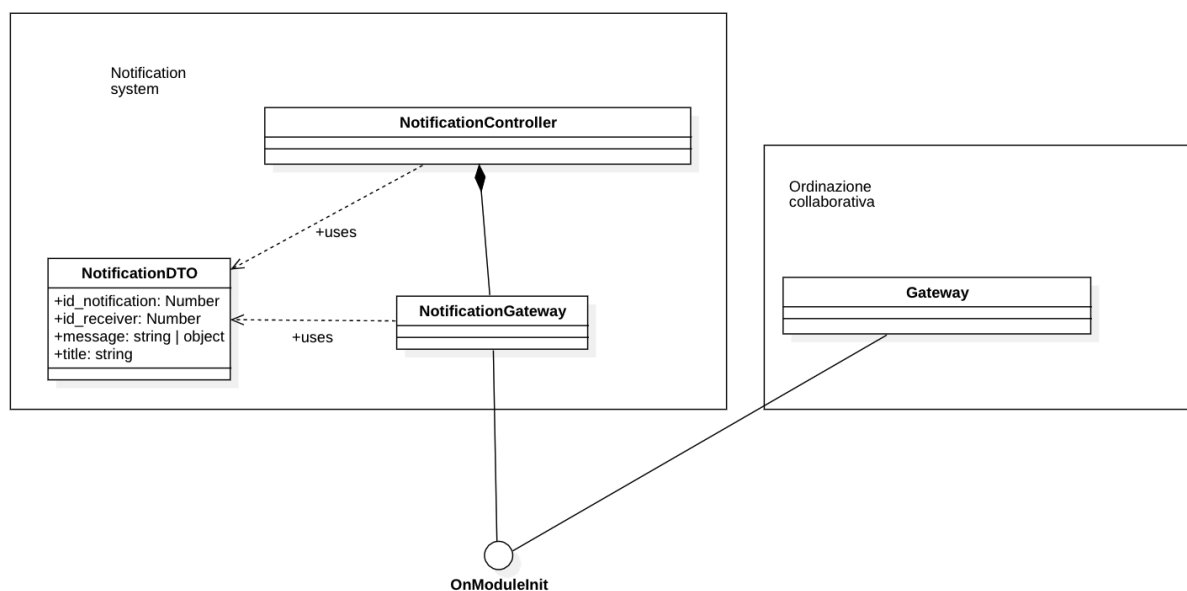 Notification
system
NotificationController
Ordinazione
collaborativa
+uses
NotificationDTO
+id_notification: Number
+id_receiver: Number
+message: string | object
+title: string
NotificationGateway
+uses
Gateway
OnModuleInit